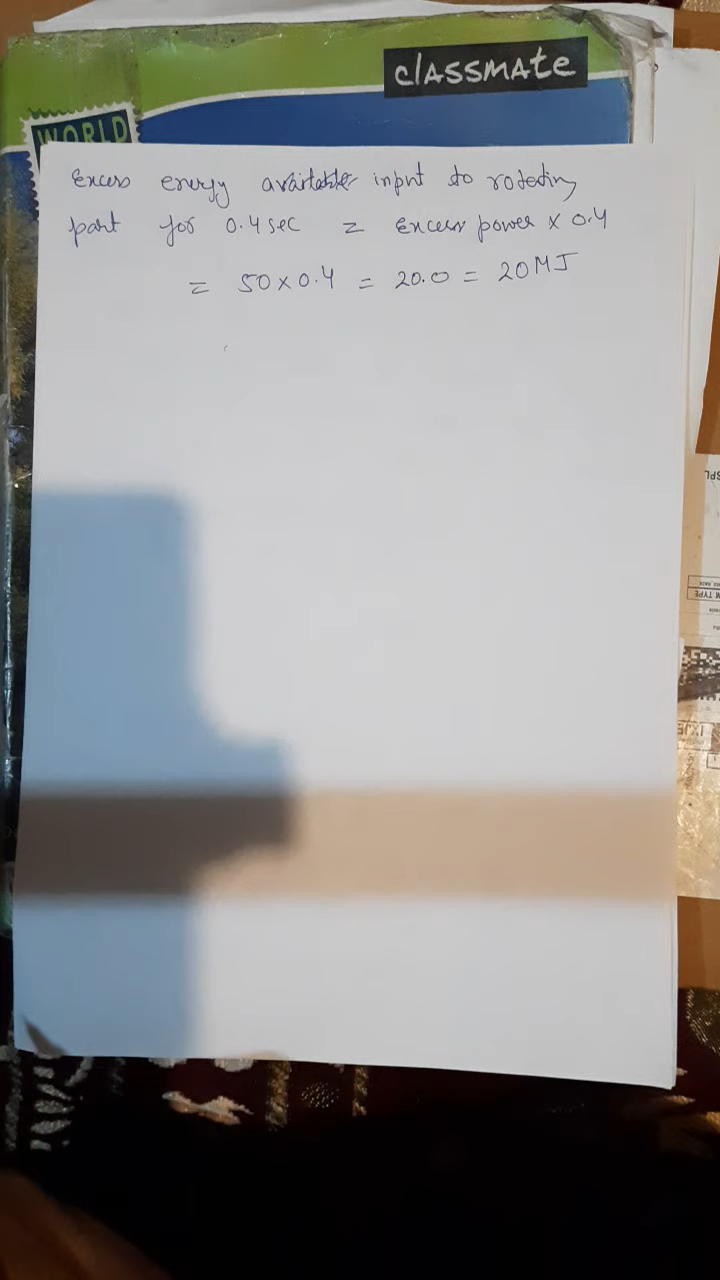 classmate
WORLD
Excess energy available input to rotating
part for 0.4 sec = excess power × 0.4
= 50 × 0.4 = 20.0 = 20 MJ